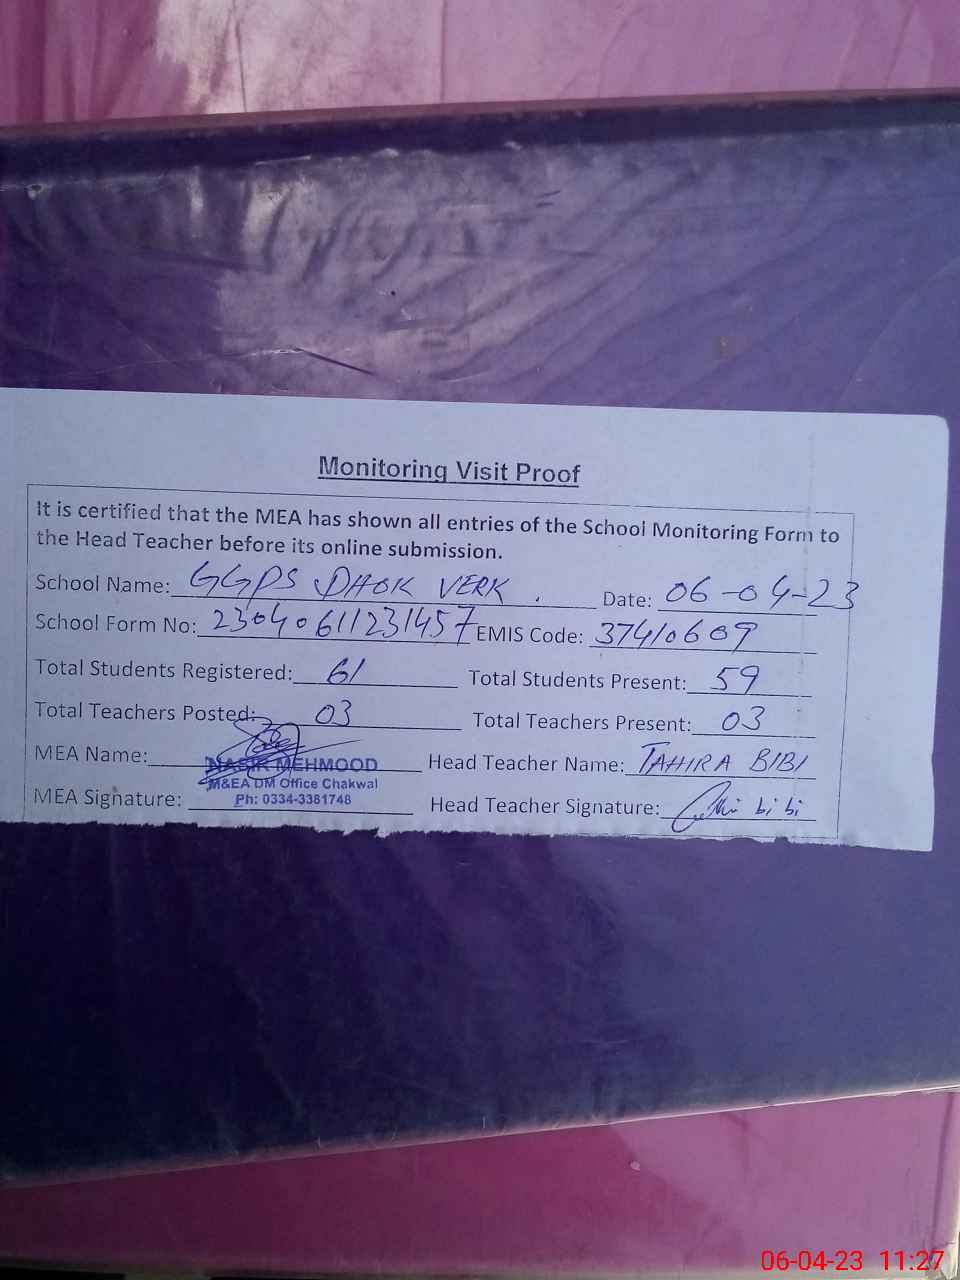 Monitoring Visit Proof
It is certified that the MEA has shown all entries of the School Monitoring Form to
the Head Teacher before its online submission.
School Name: GGPS DHOK VERK . Date: 06-04-23
School Form No: 23040611231457 EMIS Code: 37410609
Total Students Registered: 61 Total Students Present: 59
Total Teachers Posted: 03 Total Teachers Present: 03
MEA Name: NASIR MEHMOOD Head Teacher Name: TAHIRA BIBI
M&EA DM Office Chakwal
MEA Signature: Ph: 0334-3381748 Head Teacher Signature: bibi
06-04-23 11:27